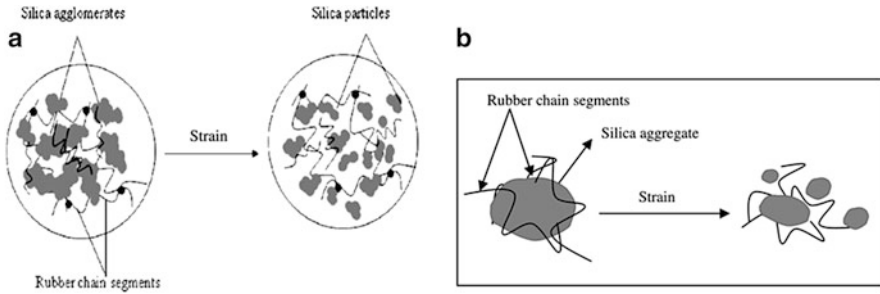 Silica agglomerates
Silica particles
a
Strain
Rubber chain segments
b
Rubber chain segments
Silica aggregate
Strain